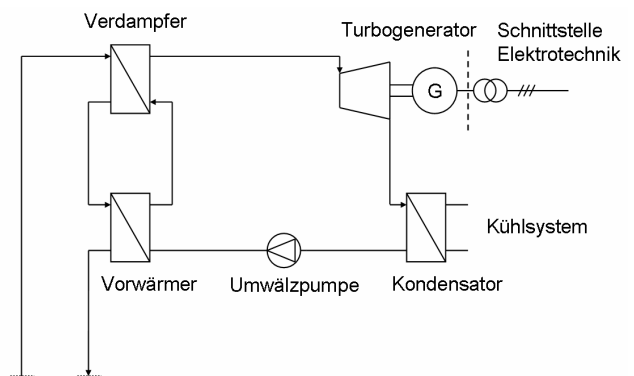 Verdampfer
Turbogenerator
Schnittstelle
Elektrotechnik
G
Kühlsystem
Vorwärmer
Umwälzpumpe
Kondensator